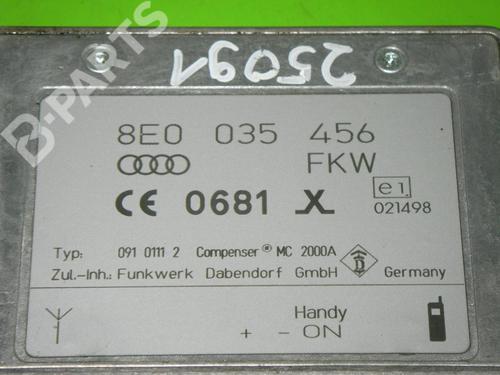 B-PARTS
25091
8E0 035 456
FKW
CE 0681 X
e1
021498
Typ: 091 0111 2 Compenser® MC 2000A
Zul.-Inh.: Funkwerk Dabendorf GmbH Germany
Handy
+ - ON